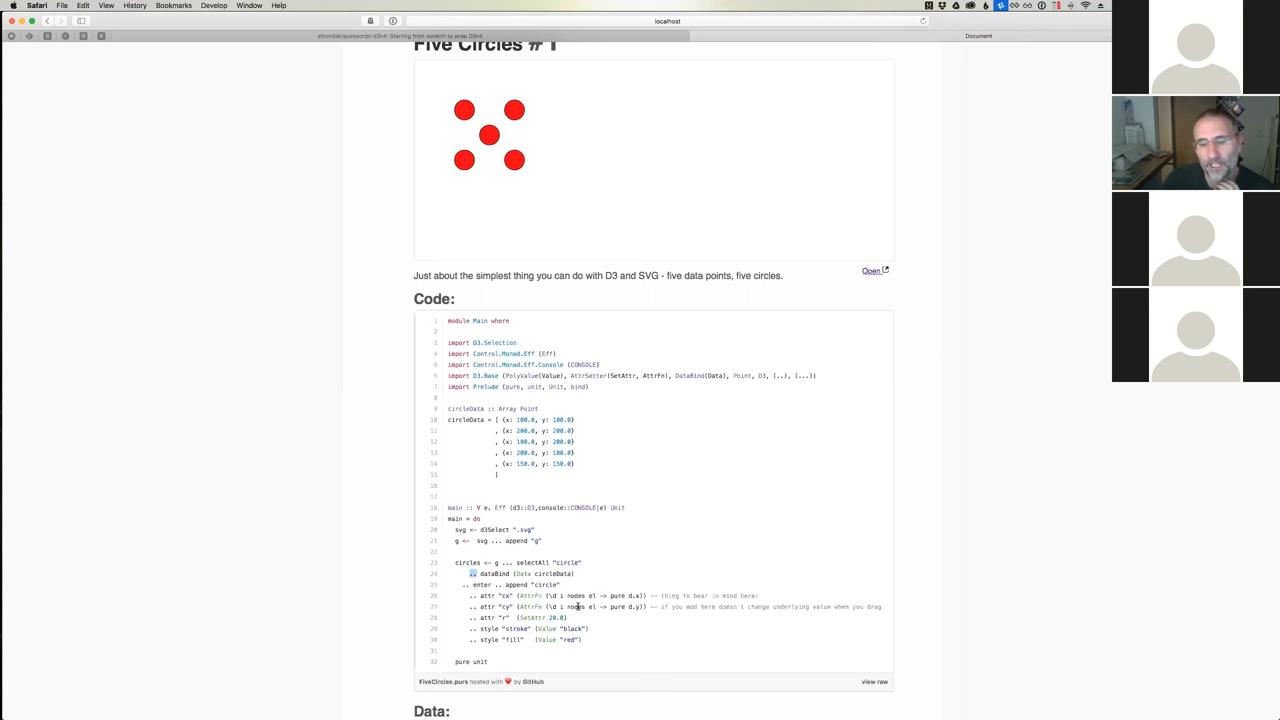 Safari File Edit View History Bookmarks Develop Window Help
localhost
afcondon/purescript-d3v4: Starting from scratch to wrap D3v4
Document
Five Circles # 1
Just about the simplest thing you can do with D3 and SVG - five data points, five circles.
Open
Code:
1 module Main where
2
3 import D3.Selection
4 import Control.Monad.Eff (Eff)
5 import Control.Monad.Eff.Console (CONSOLE)
6 import D3.Base (PolyValue(Value), AttrSetter(SetAttr, AttrFn), DataBind(Data), Point, D3, (..), (...))
7 import Prelude (pure, unit, Unit, bind)
8
9 circleData :: Array Point
10 circleData = [ {x: 100.0, y: 100.0}
11 , {x: 200.0, y: 200.0}
12 , {x: 100.0, y: 200.0}
13 , {x: 200.0, y: 100.0}
14 , {x: 150.0, y: 150.0}
15 ]
16
17
18 main :: ∀ e. Eff (d3::D3,console::CONSOLE|e) Unit
19 main = do
20 svg <- d3Select ".svg"
21 g <- svg ... append "g"
22
23 circles <- g ... selectAll "circle"
24 .. dataBind (Data circleData)
25 .. enter .. append "circle"
26 .. attr "cx" (AttrFn (\d i nodes el -> pure d.x)) -- thing to bear in mind here:
27 .. attr "cy" (AttrFn (\d i nodes el -> pure d.y)) -- if you mod here doesn't change underlying value when you drag
28 .. attr "r" (SetAttr 20.0)
29 .. style "stroke" (Value "black")
30 .. style "fill" (Value "red")
31
32 pure unit
FiveCircles.purs hosted with ❤ by GitHub
view raw
Data: